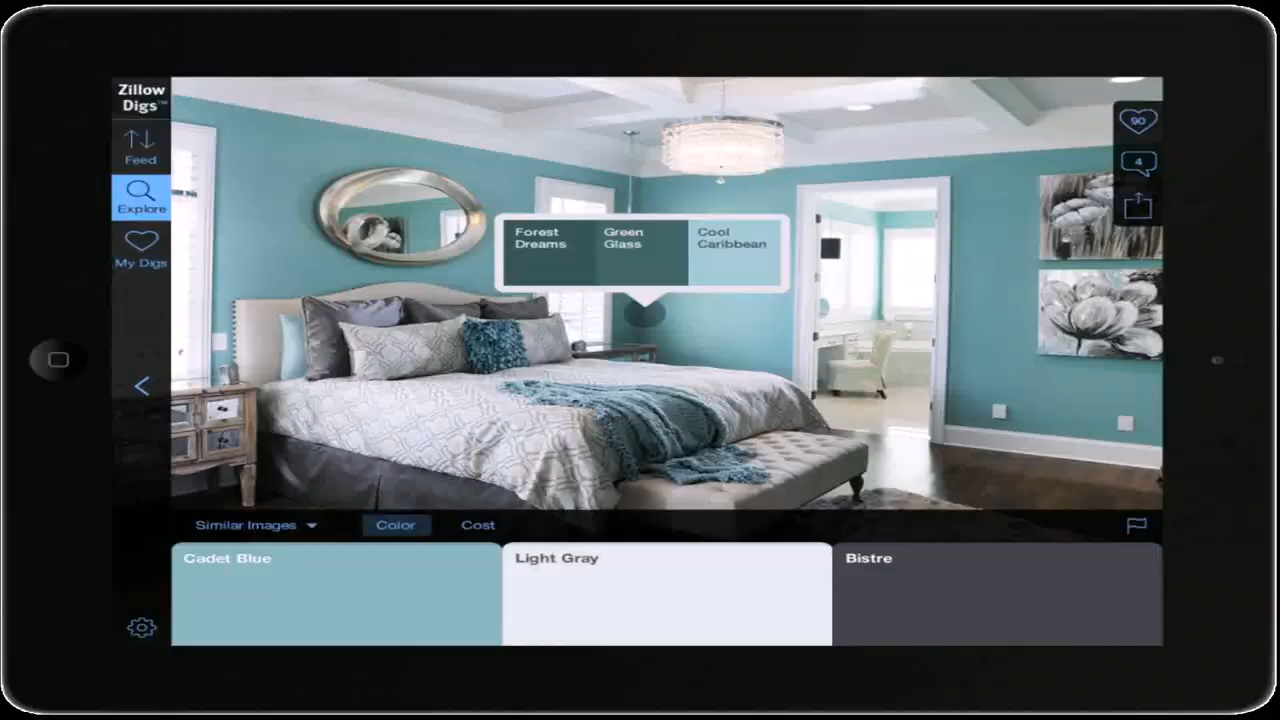 Zillow
Digs™
Feed
Explore
My Digs
90
4
Forest
Dreams
Green
Glass
Cool
Caribbean
Similar Images
Color
Cost
Cadet Blue
Light Gray
Bistre